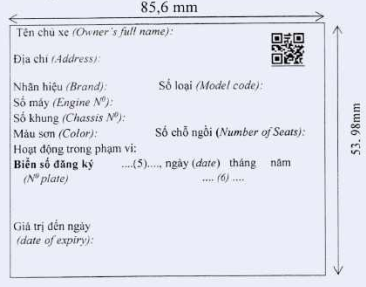 85,6 mm
Tên chủ xe (Owner's full name):
Địa chỉ (Address):
Nhãn hiệu (Brand): Số loại (Model code):
Số máy (Engine Nº):
Số khung (Chassis Nº):
Màu sơn (Color): Số chỗ ngồi (Number of Seats):
Hoạt động trong phạm vi:
Biển số đăng ký ....(5)...., ngày (date) tháng năm
(Nº plate) .... (6) ....
Giá trị đến ngày
(date of expiry):
53. 98mm